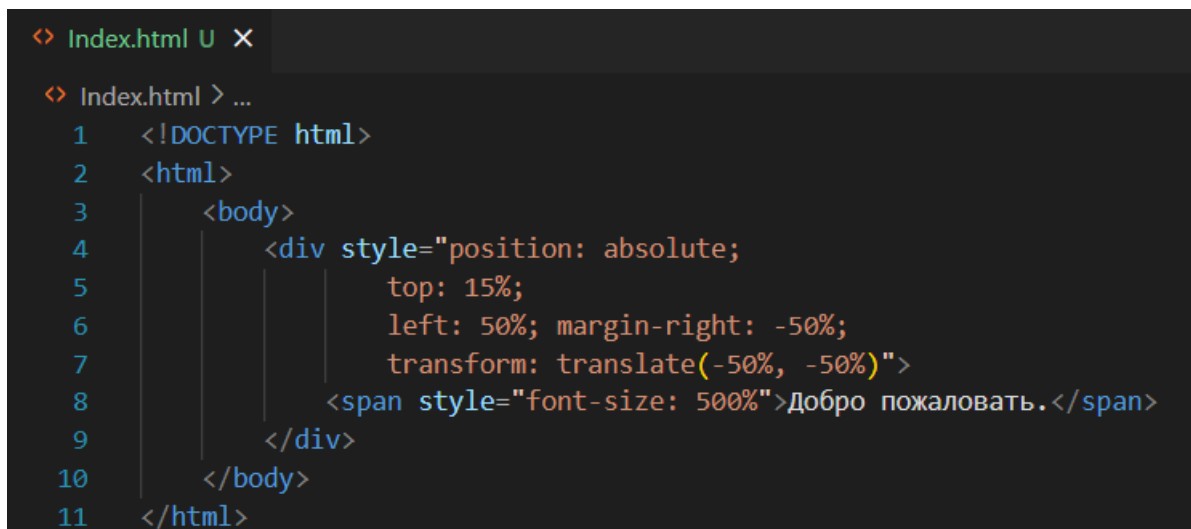 Index.html U ×
Index.html > ...
1 <!DOCTYPE html>
2 <html>
3 <body>
4 <div style="position: absolute;
5 top: 15%;
6 left: 50%; margin-right: -50%;
7 transform: translate(-50%, -50%)">
8 <span style="font-size: 500%">Добро пожаловать.</span>
9 </div>
10 </body>
11 </html>